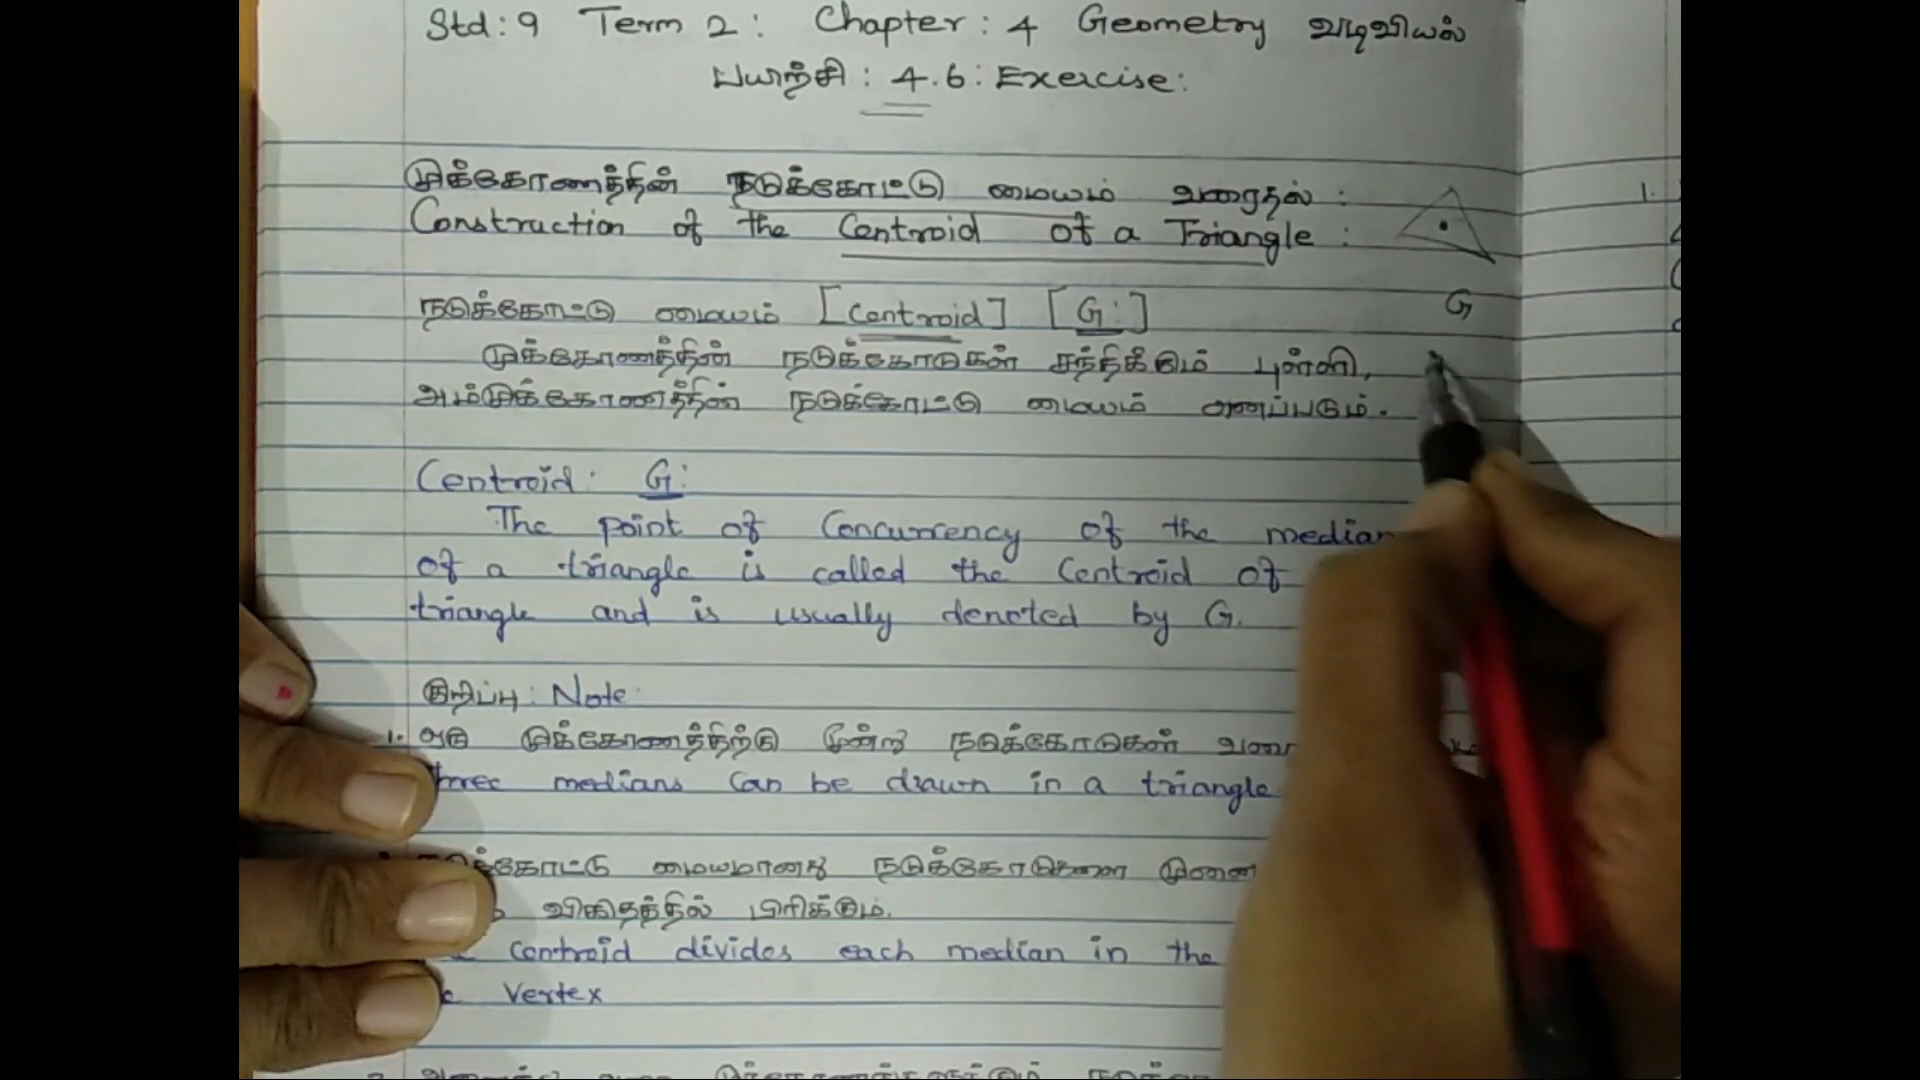 Std: 9 Term 2: Chapter: 4 Geometry வடிவியல்
பயிற்சி: 4.6: Exercise:
முக்கோணத்தின் நடுக்கோட்டு மையம் வரைதல் :
Construction of the Centroid of a Triangle :
நடுக்கோட்டு மையம் [Centroid] [G:]
G
முக்கோணத்தின் நடுக்கோடுகள் சந்திக்கும் புள்ளி,
அம்முக்கோணத்தின் நடுக்கோட்டு மையம் எனப்படும்.
Centroid: G:
The point of Concurrency of the median
of a triangle is called the Centroid of
triangle and is usually denoted by G.
குறிப்பு: Note:
1. ஒரு முக்கோணத்திற்கு மூன்று நடுக்கோடுகள்
medians Can be drawn in a triangle
மையமானது நடுக்கோடுகளை
விகிதத்தில் பிரிக்கும்.
Centroid divides each median in the
Vertex
1.